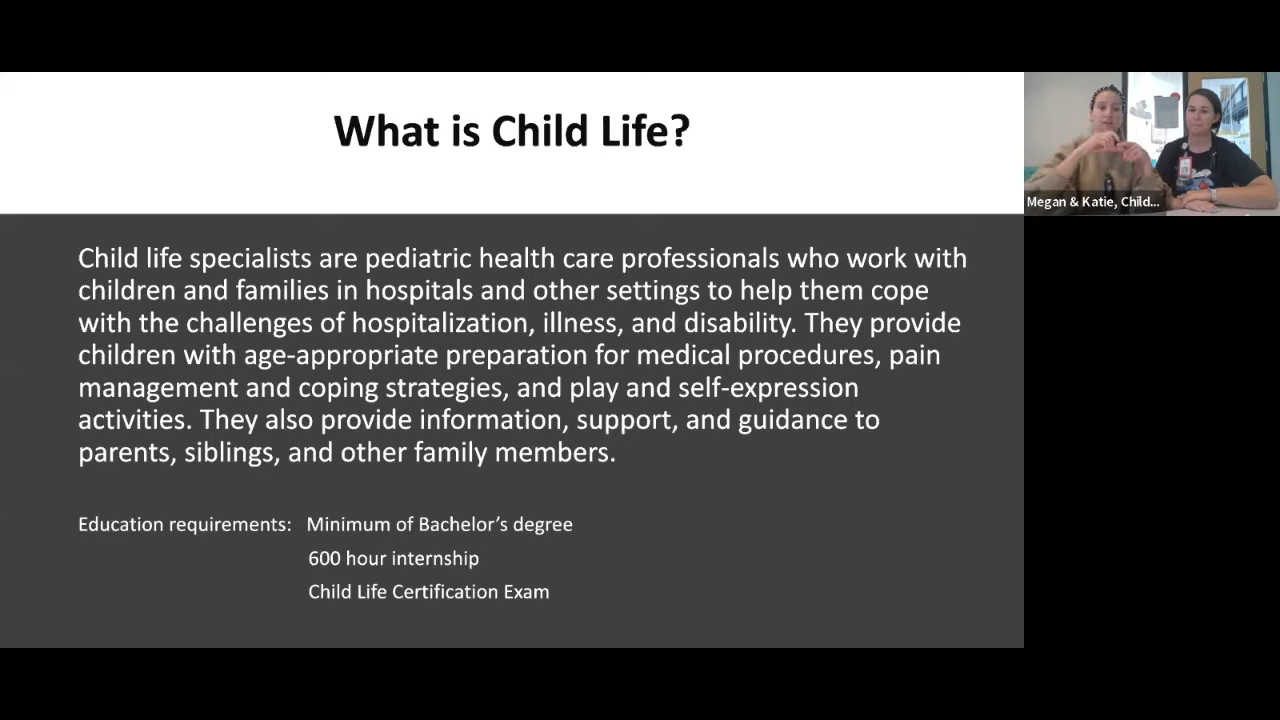 What is Child Life?
Megan & Katie, Child...
Child life specialists are pediatric health care professionals who work with
children and families in hospitals and other settings to help them cope
with the challenges of hospitalization, illness, and disability. They provide
children with age-appropriate preparation for medical procedures, pain
management and coping strategies, and play and self-expression
activities. They also provide information, support, and guidance to
parents, siblings, and other family members.
Education requirements: Minimum of Bachelor’s degree
600 hour internship
Child Life Certification Exam